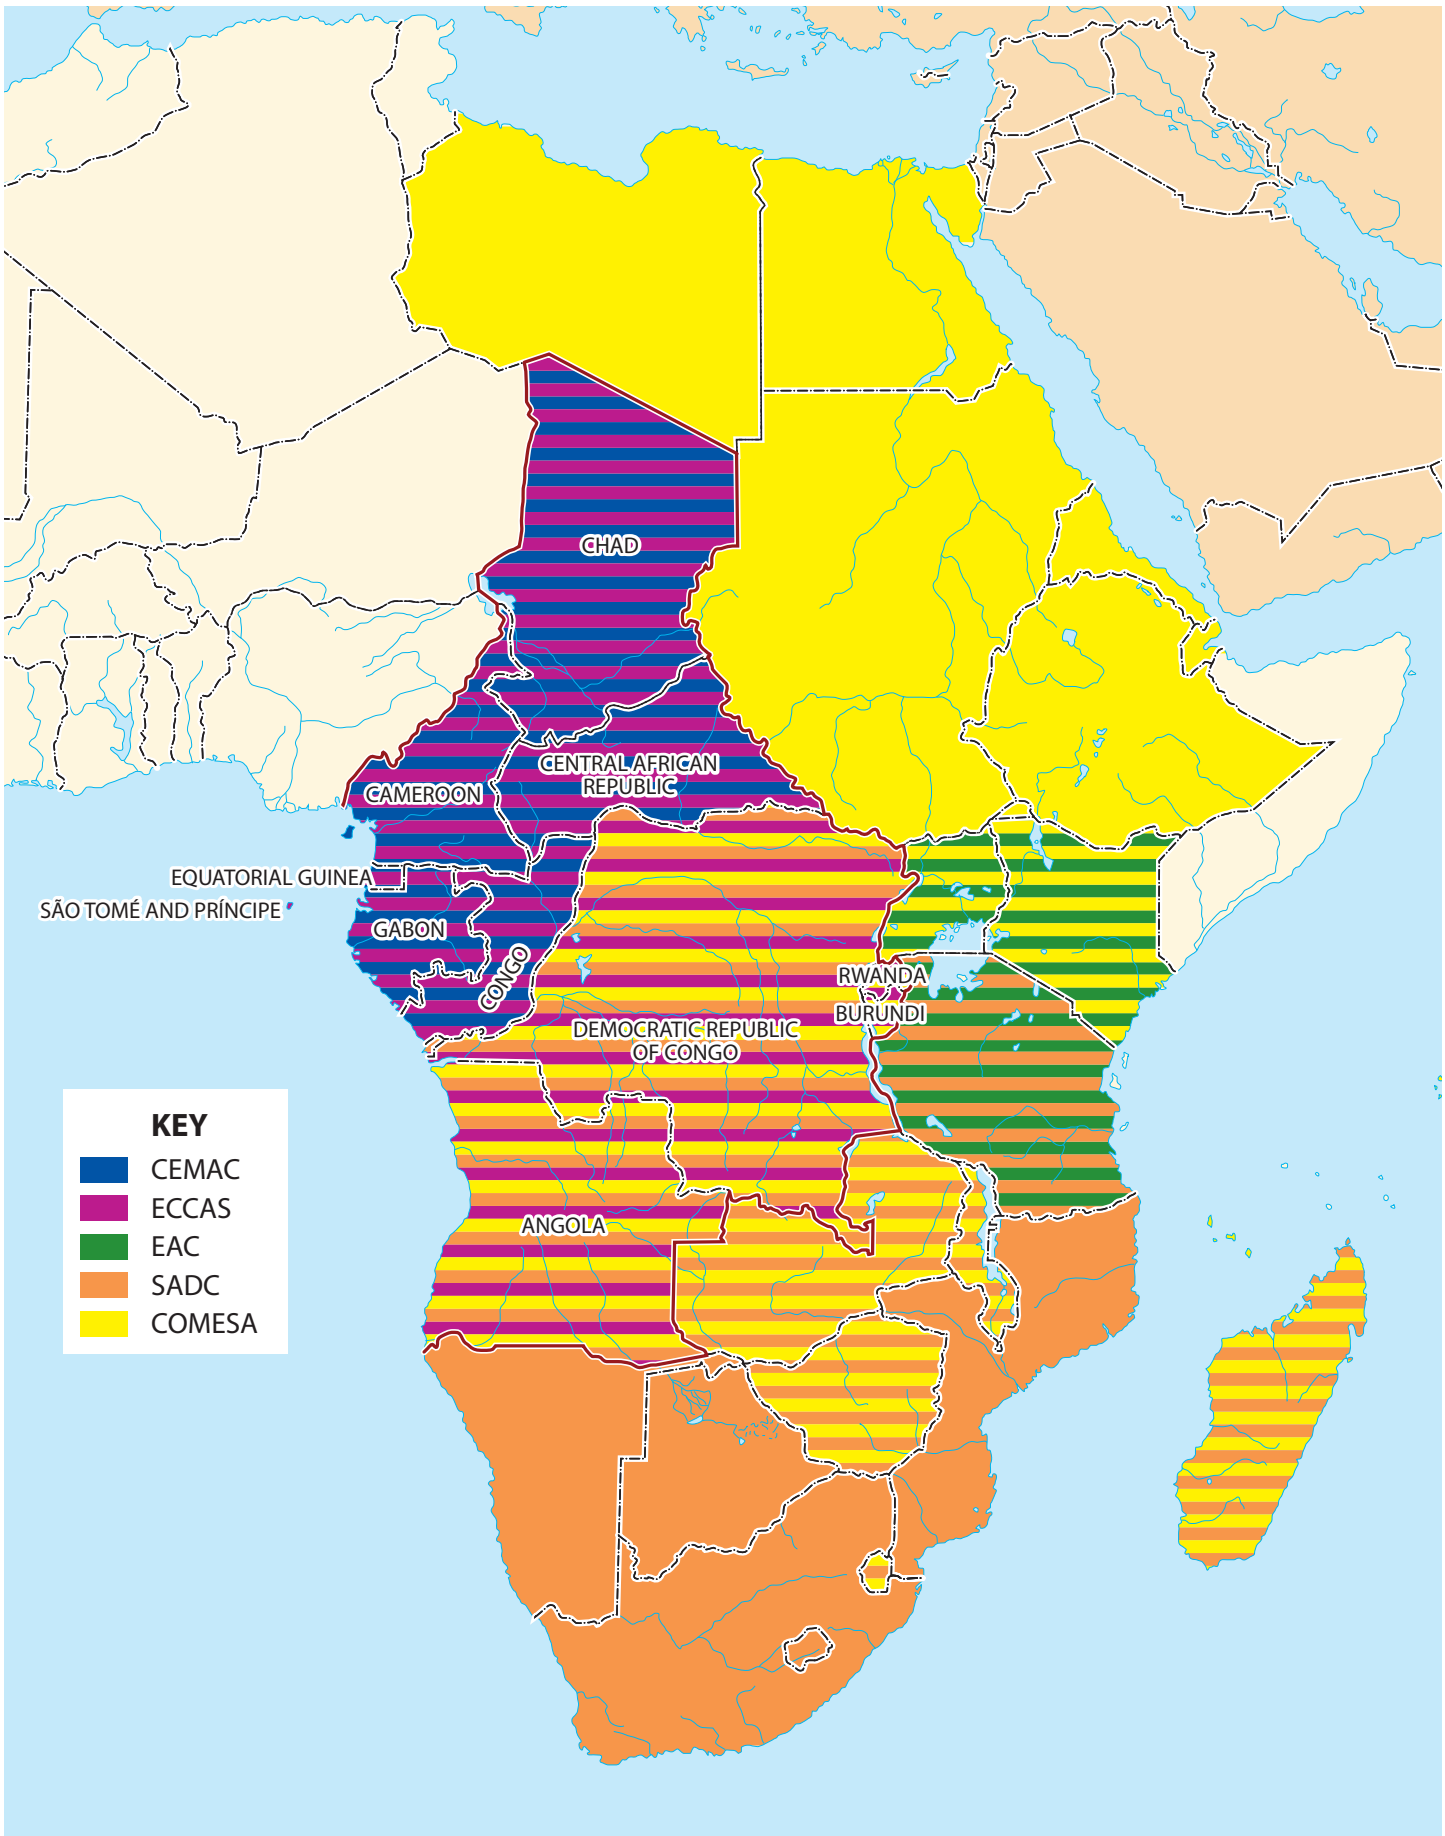 CHAD
CENTRAL AFRICAN
REPUBLIC
CAMEROON
EQUATORIAL GUINEA
SÃO TOMÉ AND PRÍNCIPE
GABON
CONGO
RWANDA
BURUNDI
DEMOCRATIC REPUBLIC
OF CONGO
ANGOLA
KEY
CEMAC
ECCAS
EAC
SADC
COMESA